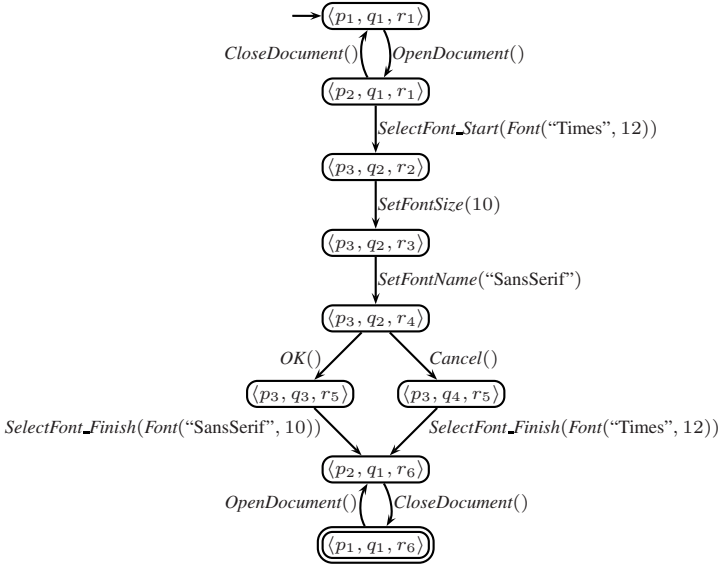 ⟨p₁, q₁, r₁⟩
CloseDocument() OpenDocument()
⟨p₂, q₁, r₁⟩
SelectFont_Start(Font(“Times”, 12))
⟨p₃, q₂, r₂⟩
SetFontSize(10)
⟨p₃, q₂, r₃⟩
SetFontName(“SansSerif”)
⟨p₃, q₂, r₄⟩
OK() Cancel()
⟨p₃, q₃, r₅⟩ ⟨p₃, q₄, r₅⟩
SelectFont_Finish(Font(“SansSerif”, 10)) SelectFont_Finish(Font(“Times”, 12))
⟨p₂, q₁, r₆⟩
OpenDocument() CloseDocument()
⟨p₁, q₁, r₆⟩